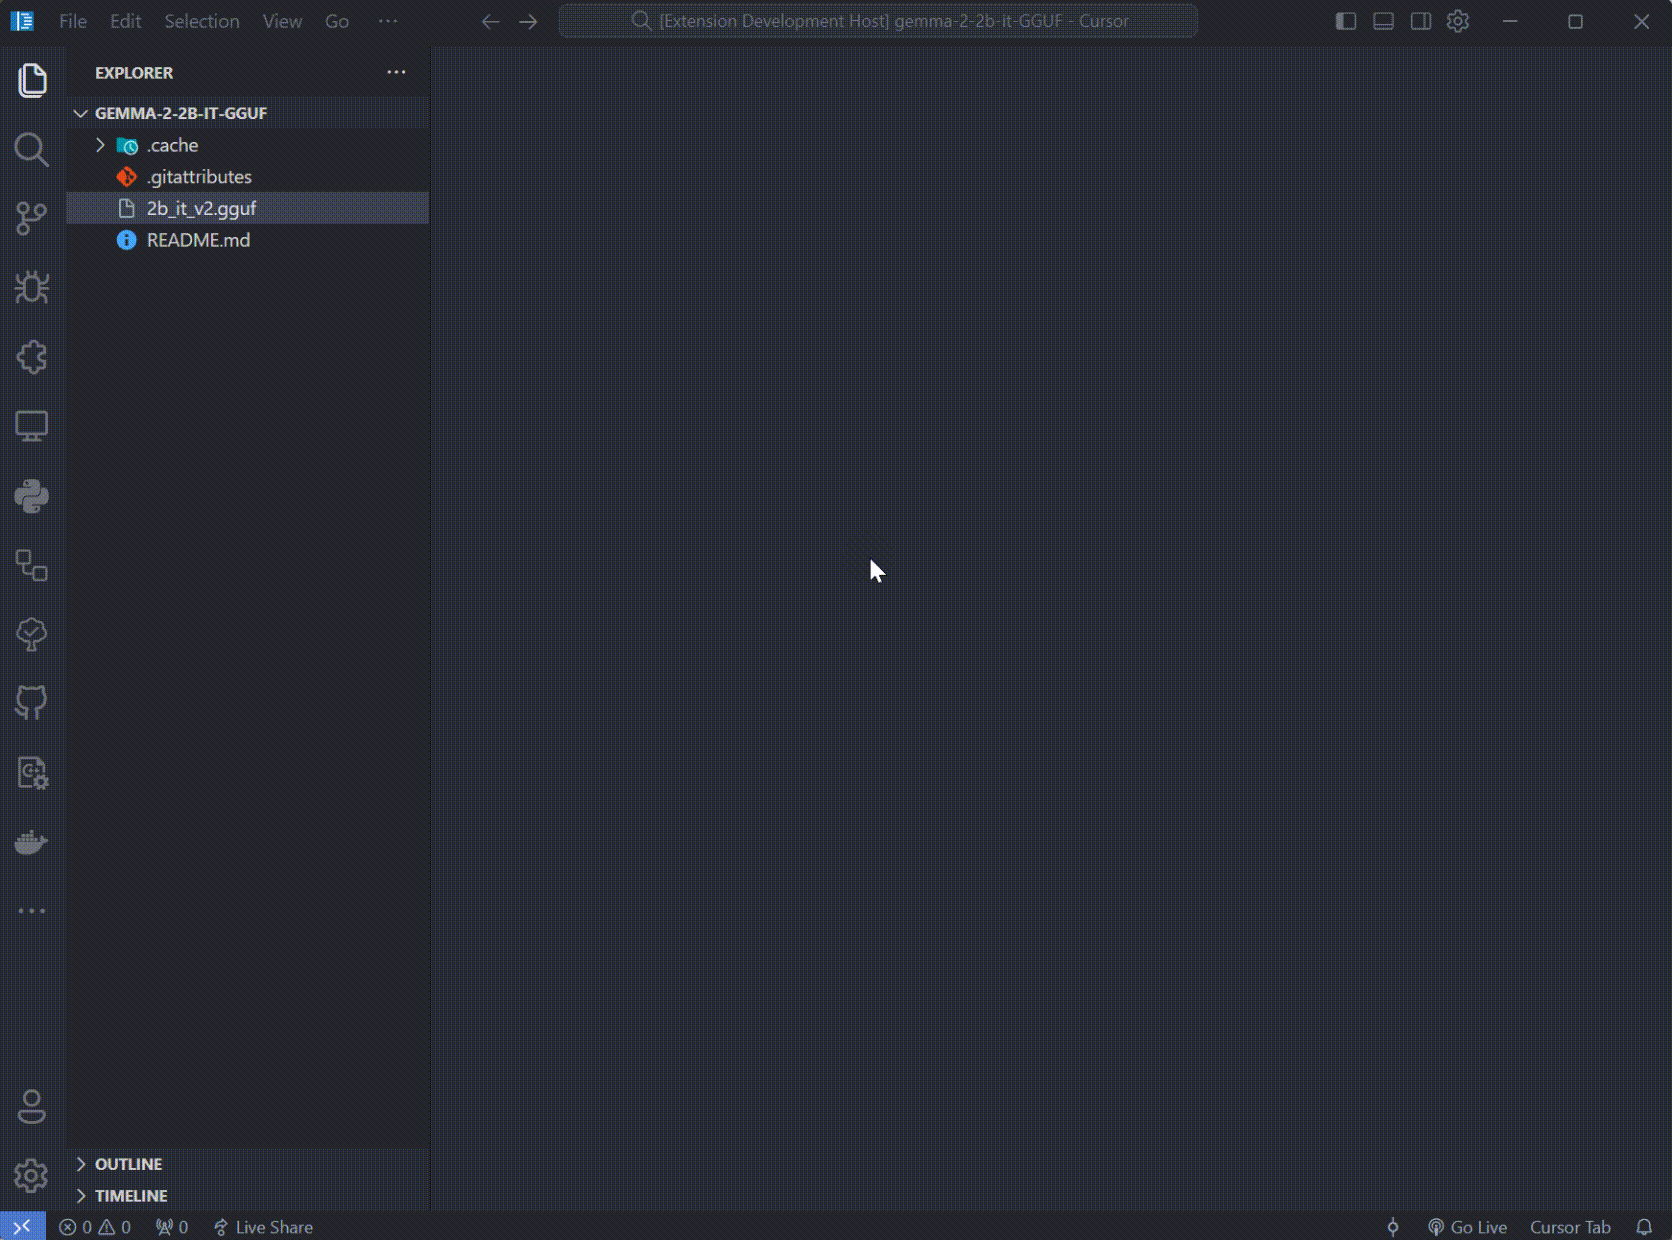 File Edit Selection View Go ···
[Extension Development Host] gemma-2-2b-it-GGUF - Cursor
EXPLORER
GEMMA-2-2B-IT-GGUF
.cache
.gitattributes
2b_it_v2.gguf
README.md
OUTLINE
TIMELINE
0 0 0 Live Share Go Live Cursor Tab